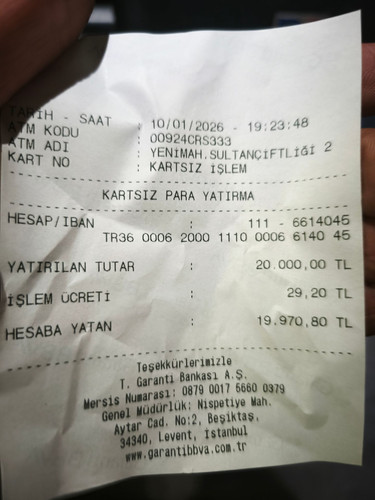 TARİH - SAAT : 10/01/2026 - 19:23:48
ATM KODU : 00924CRS333
ATM ADI : YENİMAH.SULTANÇİFTLİĞİ 2
KART NO : KARTSIZ İŞLEM
KARTSIZ PARA YATIRMA
HESAP/IBAN : 111 - 6614045
TR36 0006 2000 1110 0006 6140 45
YATIRILAN TUTAR : 20.000,00 TL
İŞLEM ÜCRETİ : 29,20 TL
HESABA YATAN : 19.970,80 TL
Teşekkürlerimizle
T. Garanti Bankası A.Ş.
Mersis Numarası: 0879 0017 5660 0379
Genel Müdürlük: Nispetiye Mah.
Aytar Cad. No:2, Beşiktaş,
34340, Levent, İstanbul
www.garantibbva.com.tr